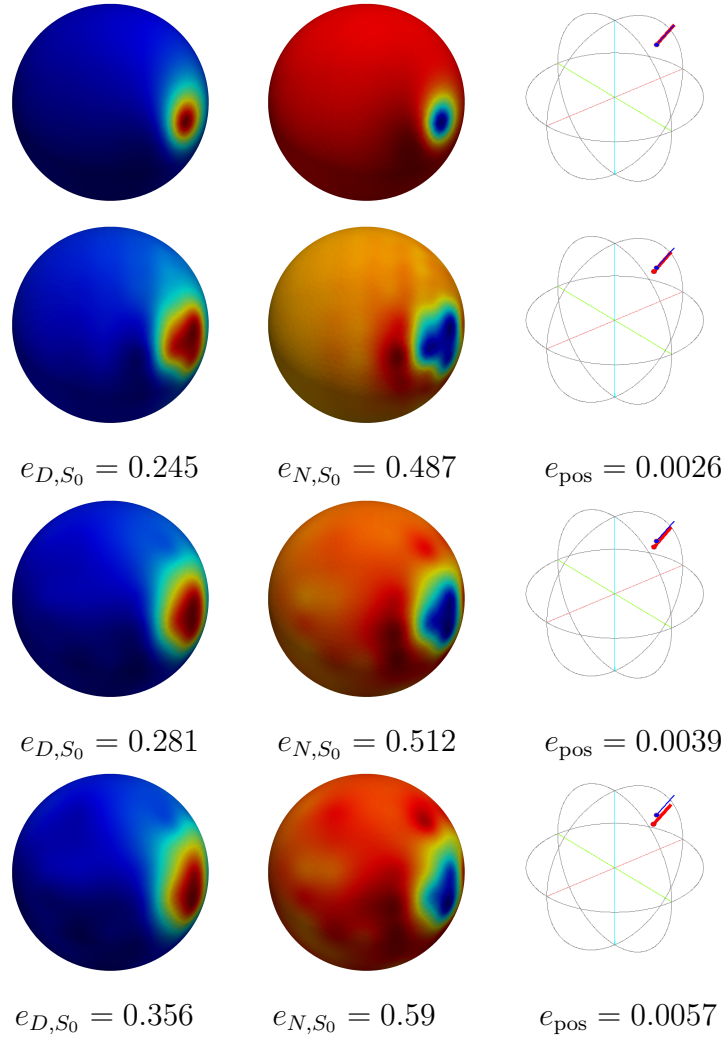 e_{D,S_0} = 0.245 e_{N,S_0} = 0.487 e_{pos} = 0.0026
e_{D,S_0} = 0.281 e_{N,S_0} = 0.512 e_{pos} = 0.0039
e_{D,S_0} = 0.356 e_{N,S_0} = 0.59 e_{pos} = 0.0057